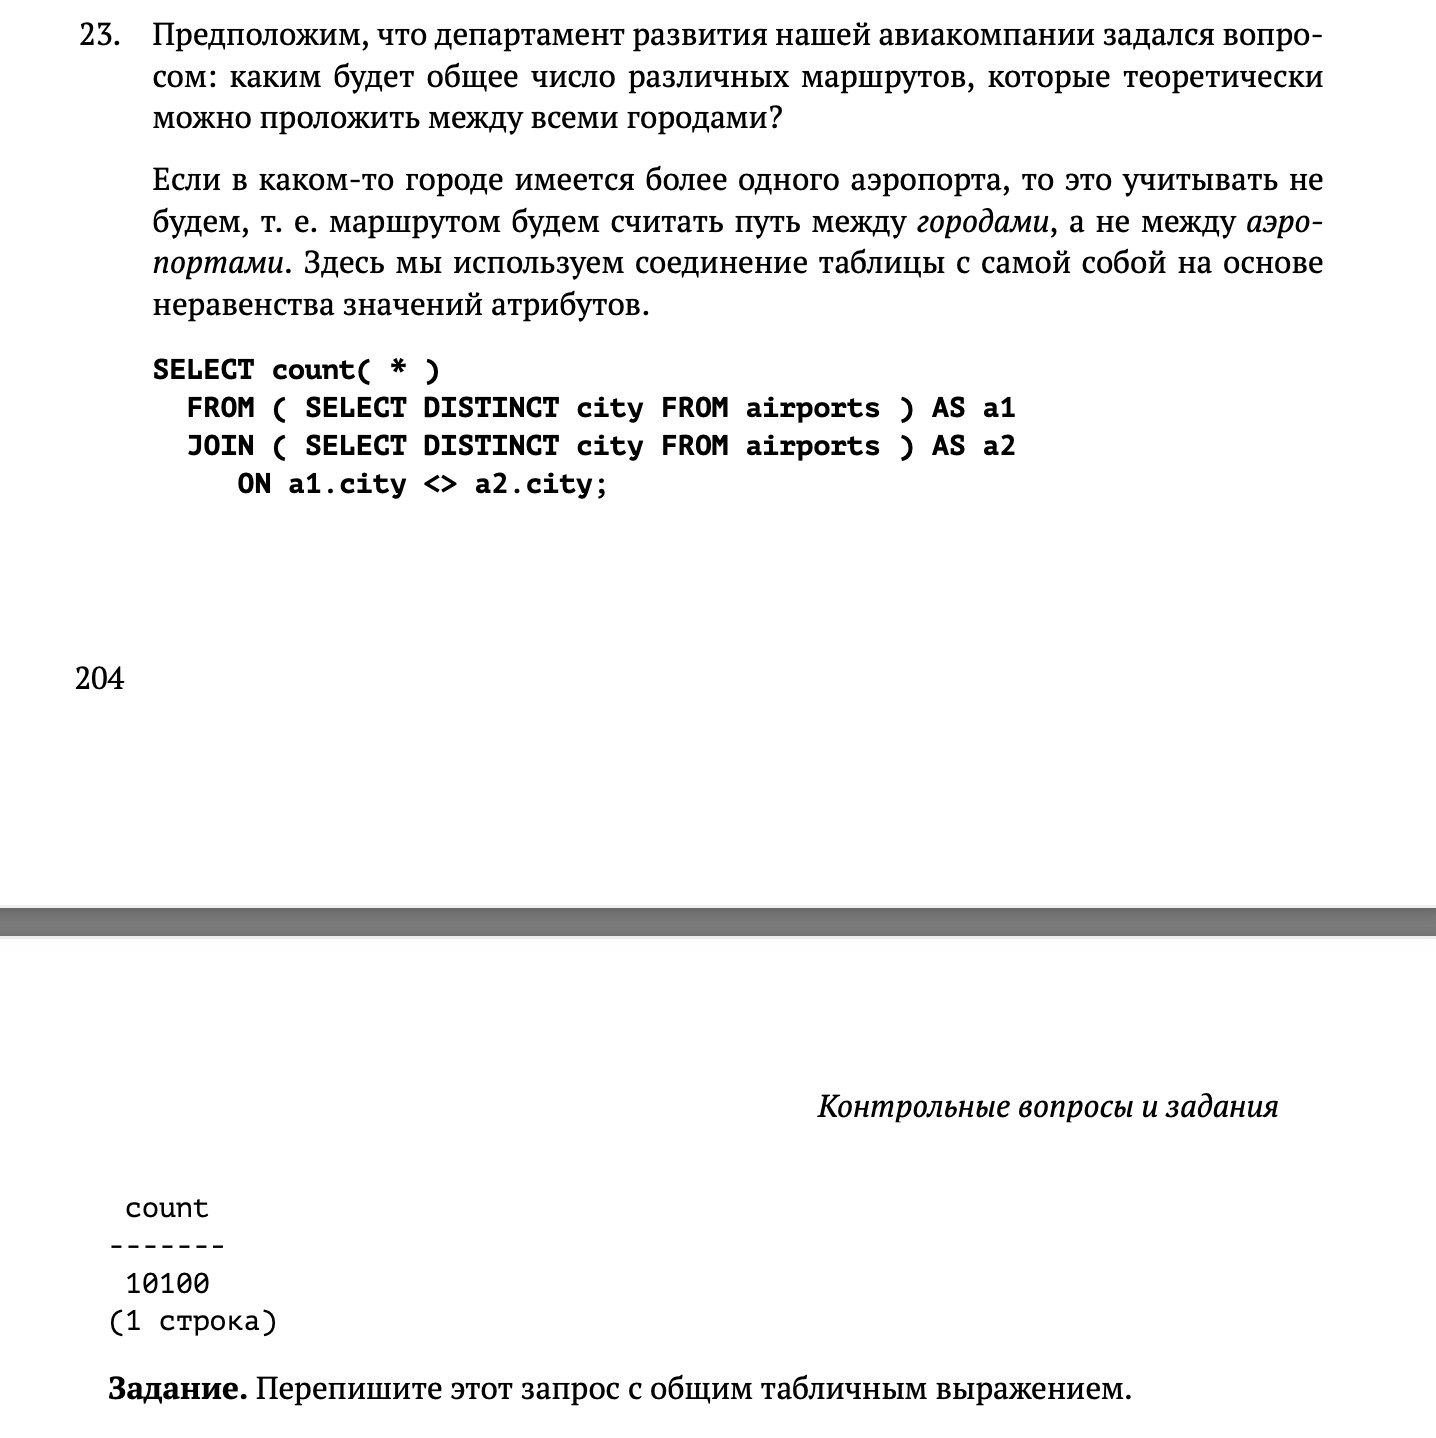 23. Предположим, что департамент развития нашей авиакомпании задался вопро-
сом: каким будет общее число различных маршрутов, которые теоретически
можно проложить между всеми городами?
Если в каком-то городе имеется более одного аэропорта, то это учитывать не
будем, т. е. маршрутом будем считать путь между городами, а не между аэро-
портами. Здесь мы используем соединение таблицы с самой собой на основе
неравенства значений атрибутов.
SELECT count( * )
FROM ( SELECT DISTINCT city FROM airports ) AS a1
JOIN ( SELECT DISTINCT city FROM airports ) AS a2
ON a1.city <> a2.city;
204
Контрольные вопросы и задания
count
-------
10100
(1 строка)
Задание. Перепишите этот запрос с общим табличным выражением.